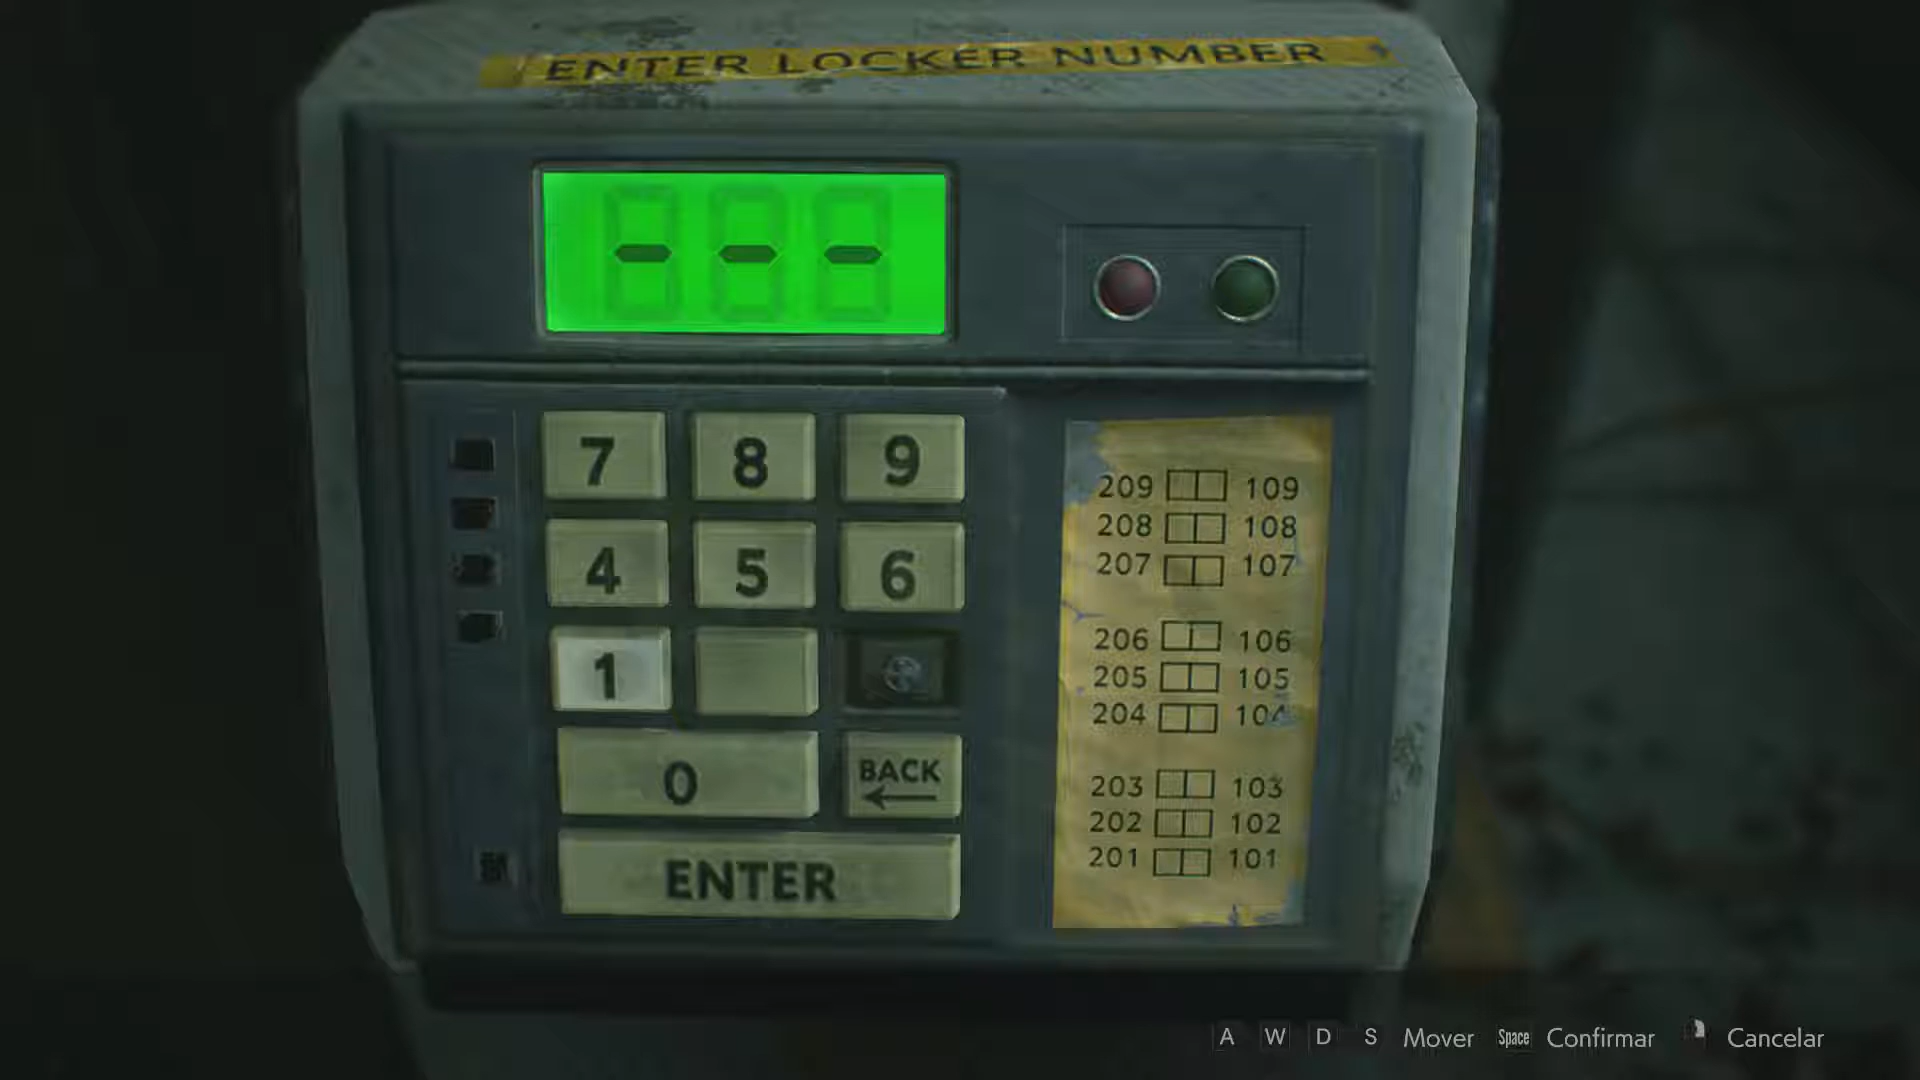 ENTER LOCKER NUMBER
7 8 9
4 5 6
1
0 BACK
ENTER
209 109
208 108
207 107
206 106
205 105
204 104
203 103
202 102
201 101
A W D S Mover Space Confirmar Cancelar